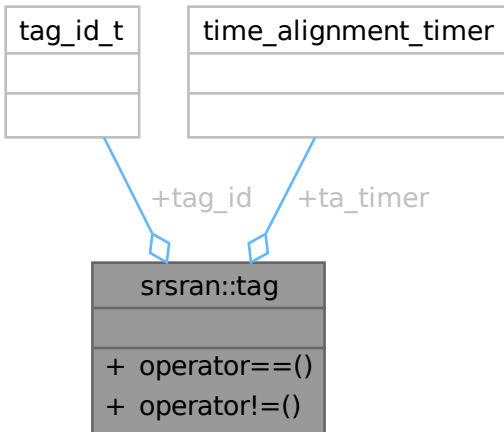 tag_id_t
time_alignment_timer
+tag_id
+ta_timer
srsran::tag
+ operator==()
+ operator!=()